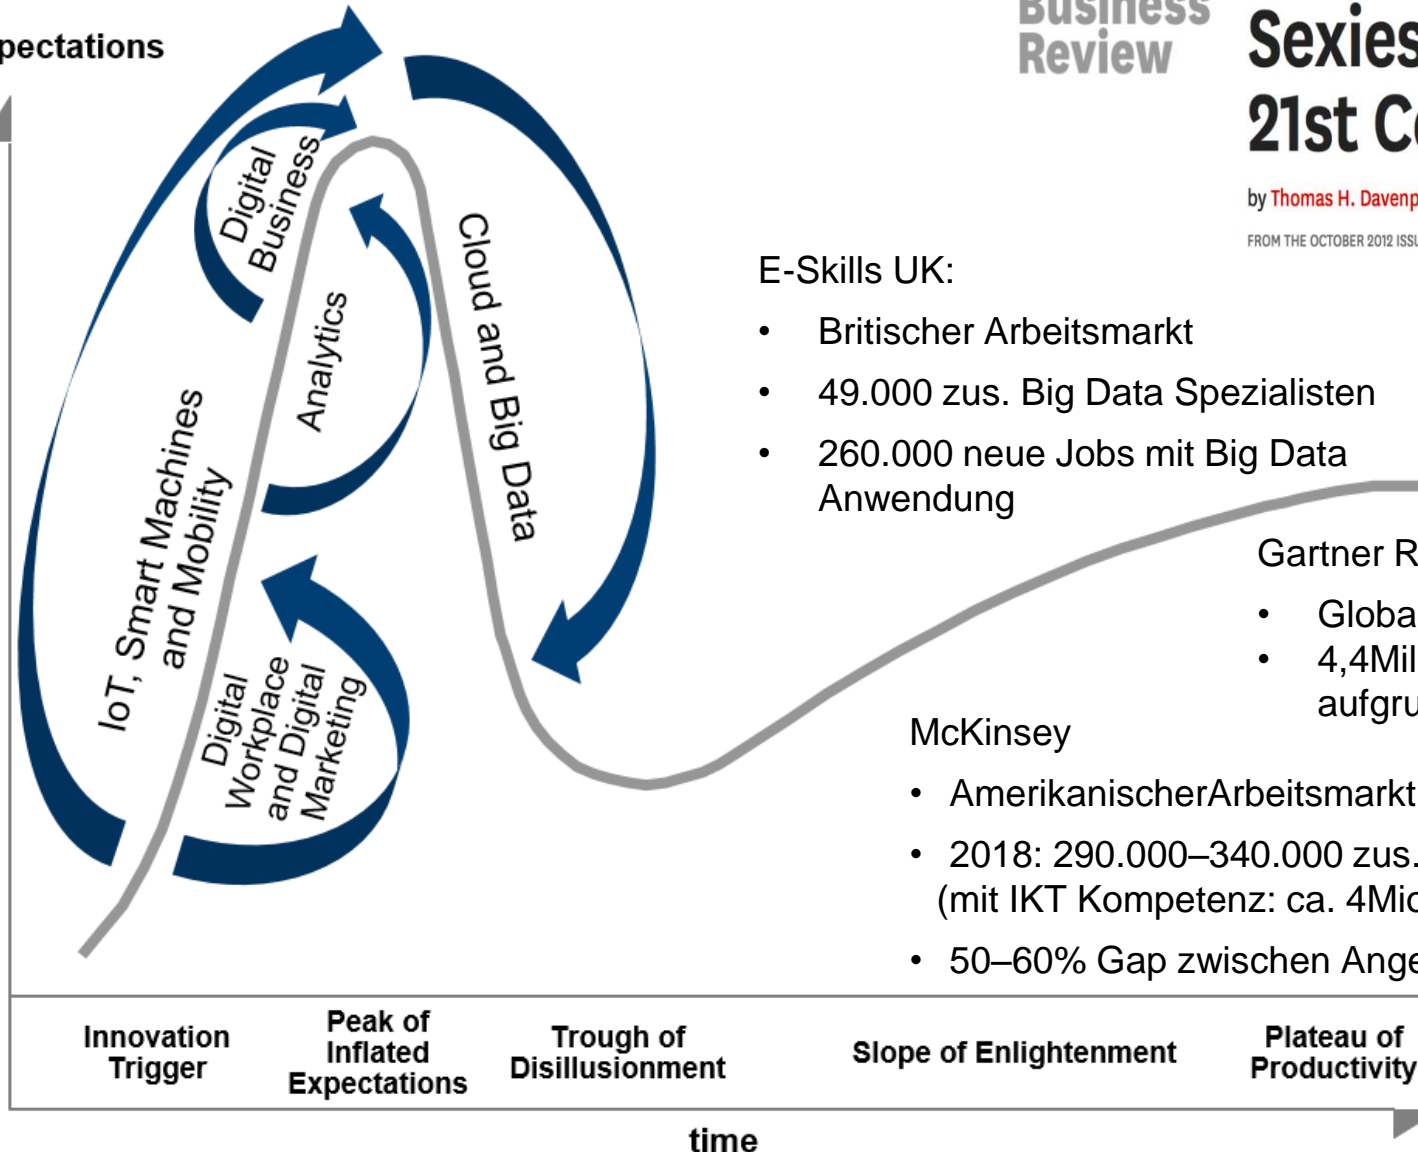 Business
Review
Sexies
21st C
by Thomas H. Davenp
FROM THE OCTOBER 2012 ISSU
pectations
Digital
Business
Analytics
Cloud and Big Data
IoT, Smart Machines
and Mobility
Digital
Workplace
and Digital
Marketing
E-Skills UK:
• Britischer Arbeitsmarkt
• 49.000 zus. Big Data Spezialisten
• 260.000 neue Jobs mit Big Data
Anwendung
Gartner R
• Globa
• 4,4Mil
aufgru
McKinsey
• AmerikanischerArbeitsmarkt
• 2018: 290.000–340.000 zus.
(mit IKT Kompetenz: ca. 4Mio
• 50–60% Gap zwischen Ange
Innovation
Trigger
Peak of
Inflated
Expectations
Trough of
Disillusionment
Slope of Enlightenment
Plateau of
Productivity
time